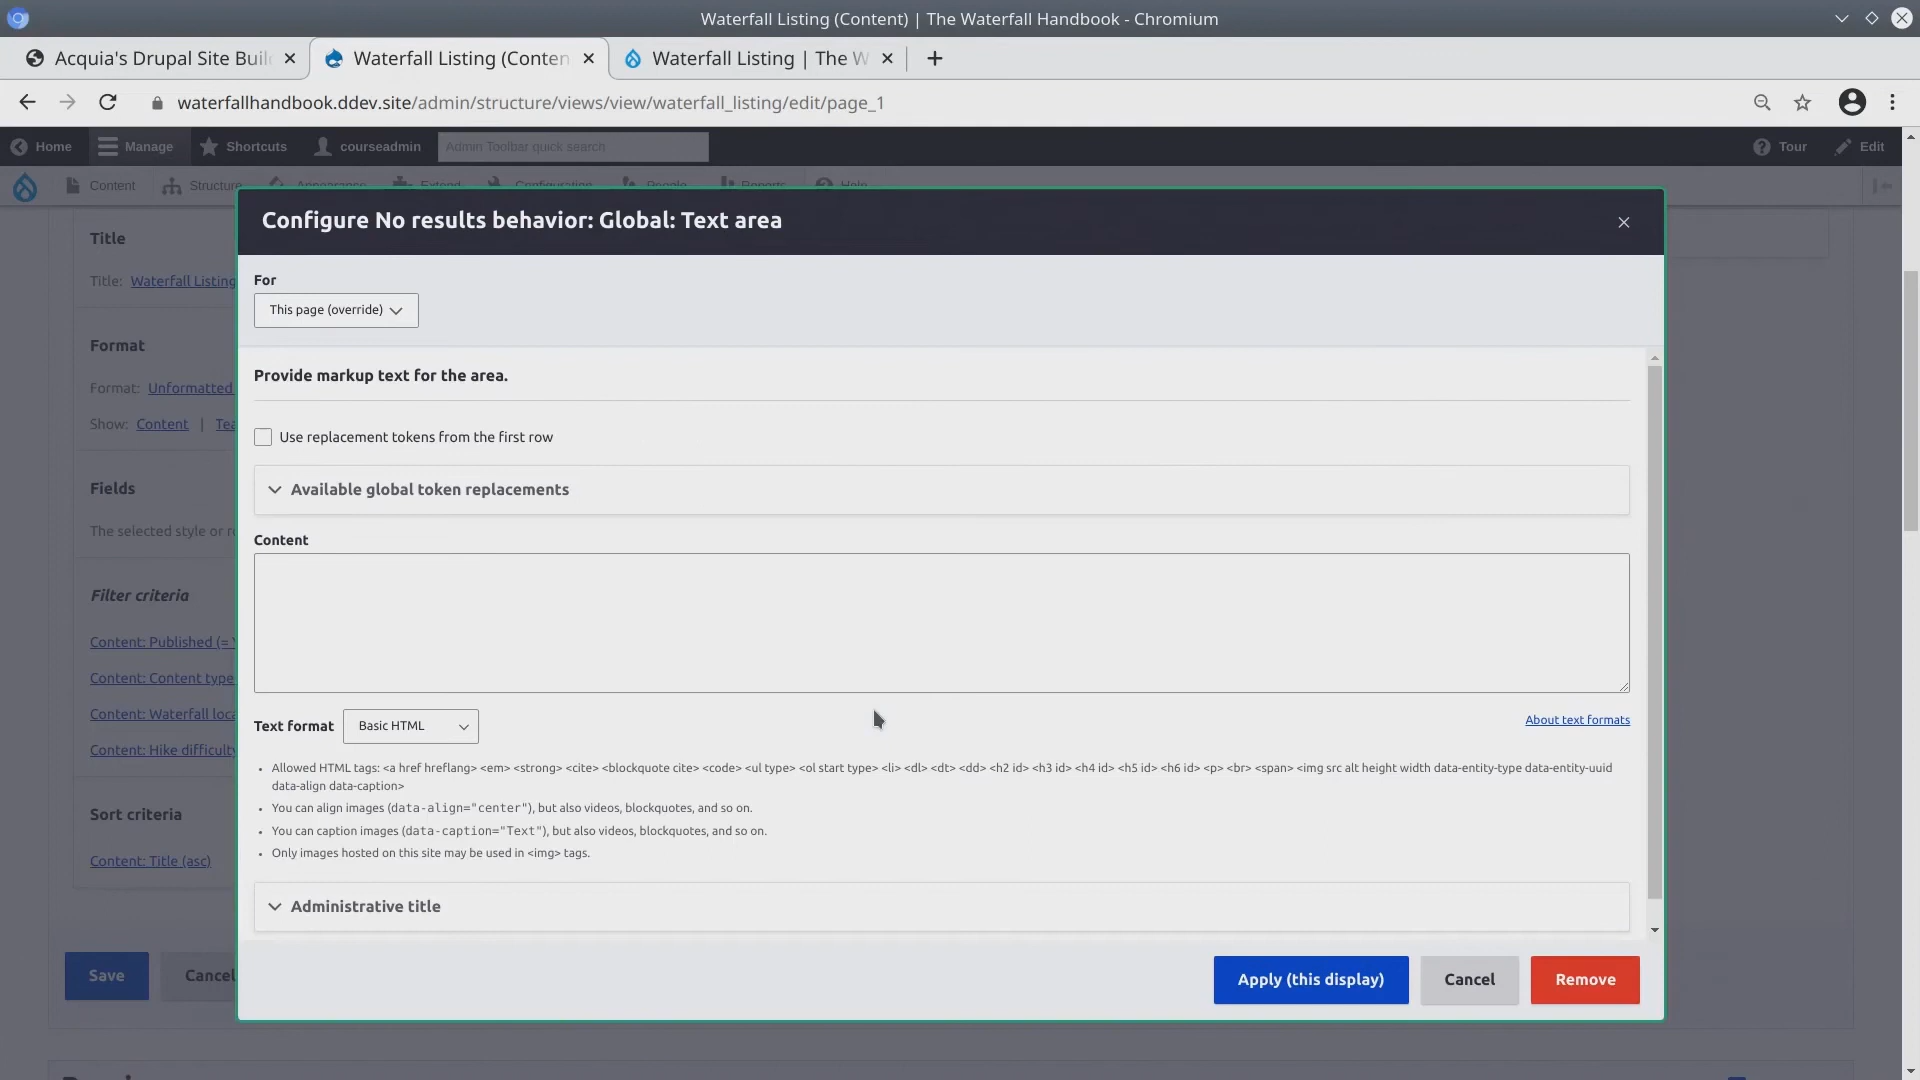 Waterfall Listing (Content) | The Waterfall Handbook - Chromium
Acquia's Drupal Site Buil
Waterfall Listing (Conten
Waterfall Listing | The W
waterfallhandbook.ddev.site/admin/structure/views/view/waterfall_listing/edit/page_1
Home
Manage
Shortcuts
courseadmin
Admin Toolbar quick search
Tour
Edit
Content
Structure
Appearance
Extend
Configuration
People
Reports
Help
Configure No results behavior: Global: Text area
Title
Title: Waterfall Listing
Format
Format: Unformatted
Show: Content |
Fields
The selected style or
Filter criteria
Content: Published (=
Content: Content type
Content: Waterfall
Content: Hike difficulty
Sort criteria
Content: Title (asc)
Save
Cancel
For
This page (override)
Provide markup text for the area.
Use replacement tokens from the first row
Available global token replacements
Content
Text format
Basic HTML
About text formats
• Allowed HTML tags: <a href hreflang> <em> <strong> <cite> <blockquote cite> <code> <ul type> <ol start type> <li> <dl> <dt> <dd> <h2 id> <h3 id> <h4 id> <h5 id> <h6 id> <p> <br> <span> <img src alt height width data-entity-type data-entity-uuid
data-align data-caption>
• You can align images (data-align="center"), but also videos, blockquotes, and so on.
• You can caption images (data-caption="Text"), but also videos, blockquotes, and so on.
• Only images hosted on this site may be used in <img> tags.
Administrative title
Apply (this display)
Cancel
Remove